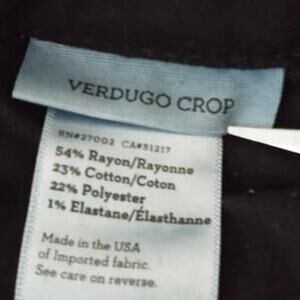 VERDUGO CROP
RN#27002 CA#51217
54% Rayon/Rayonne
23% Cotton/Coton
22% Polyester
1% Elastane/Élasthanne
Made in the USA
of Imported fabric.
See care on reverse.